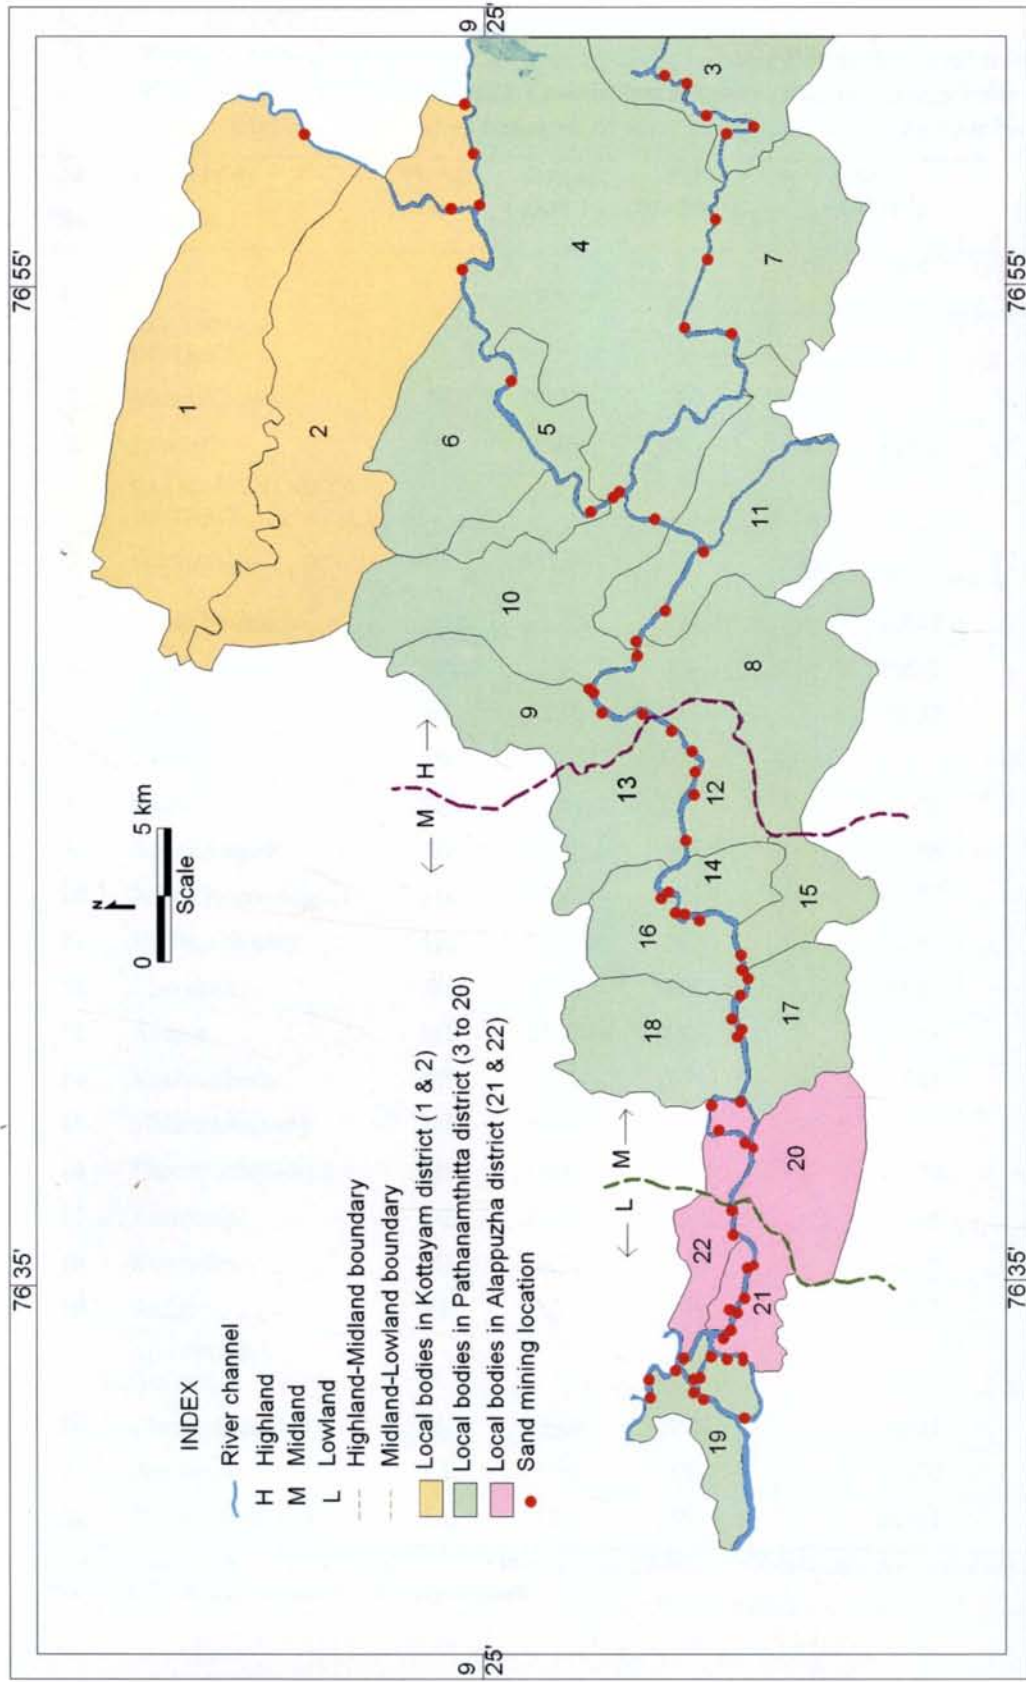 76 35'
76 55'
9 25'
9 25'
76 35'
76 55'
N
0 5 km
Scale
INDEX
River channel
H Highland
M Midland
L Lowland
Highland-Midland boundary
Midland-Lowland boundary
Local bodies in Kottayam district (1 & 2)
Local bodies in Pathanamthitta district (3 to 20)
Local bodies in Alappuzha district (21 & 22)
Sand mining location
M H
L M
1
2
3
4
5
6
7
8
9
10
11
12
13
14
15
16
17
18
19
20
21
22